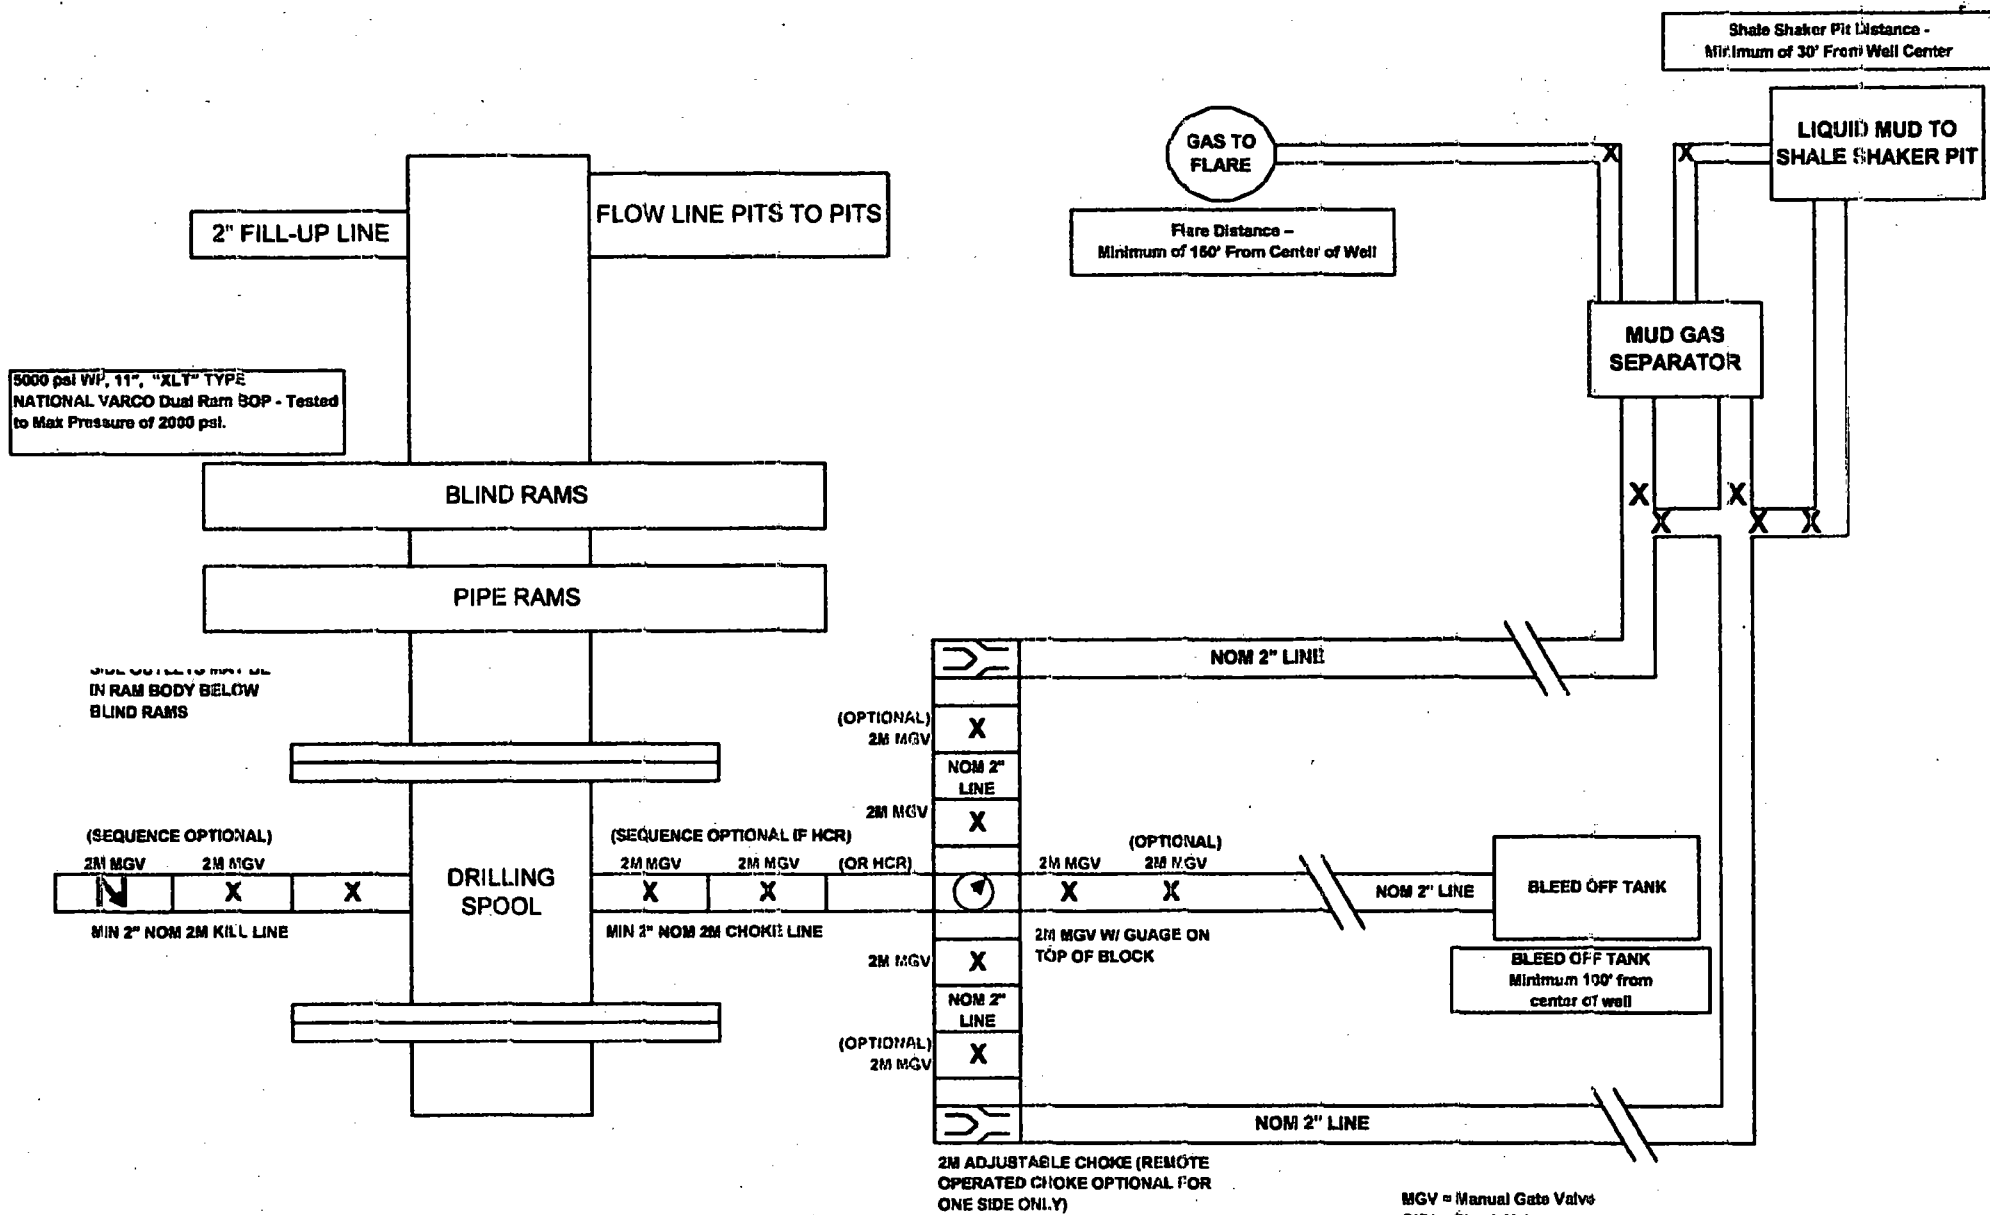 Shale Shaker Pit Distance -
Minimum of 30' From Well Center
LIQUID MUD TO
SHALE SHAKER PIT
GAS TO
FLARE
X
X
Flare Distance –
Minimum of 150' From Center of Well
FLOW LINE PITS TO PITS
2" FILL-UP LINE
MUD GAS
SEPARATOR
5000 psi WP, 11", "XLT" TYPE
NATIONAL VARCO Dual Ram BOP - Tested
to Max Pressure of 2000 psi.
BLIND RAMS
X
X
X
X
X
PIPE RAMS
SIDE OUTLETS MAY BE
IN RAM BODY BELOW
BLIND RAMS
NOM 2" LINE
(OPTIONAL)
2M MGV
X
NOM 2"
LINE
2M MGV
X
(SEQUENCE OPTIONAL)
2M MGV
2M MGV
X
X
MIN 2" NOM 2M KILL LINE
DRILLING
SPOOL
(SEQUENCE OPTIONAL IF HCR)
2M MGV
2M MGV
(OR HCR)
X
X
MIN 2" NOM 2M CHOKE LINE
(OPTIONAL)
2M MGV
2M MGV
X
X
NOM 2" LINE
BLEED OFF TANK
2M MGV W/ GUAGE ON
TOP OF BLOCK
BLEED OFF TANK
Minimum 100' from
center of well
2M MGV
X
NOM 2"
LINE
(OPTIONAL)
2M MGV
X
NOM 2" LINE
2M ADJUSTABLE CHOKE (REMOTE
OPERATED CHOKE OPTIONAL FOR
ONE SIDE ONLY)
MGV = Manual Gate Valve